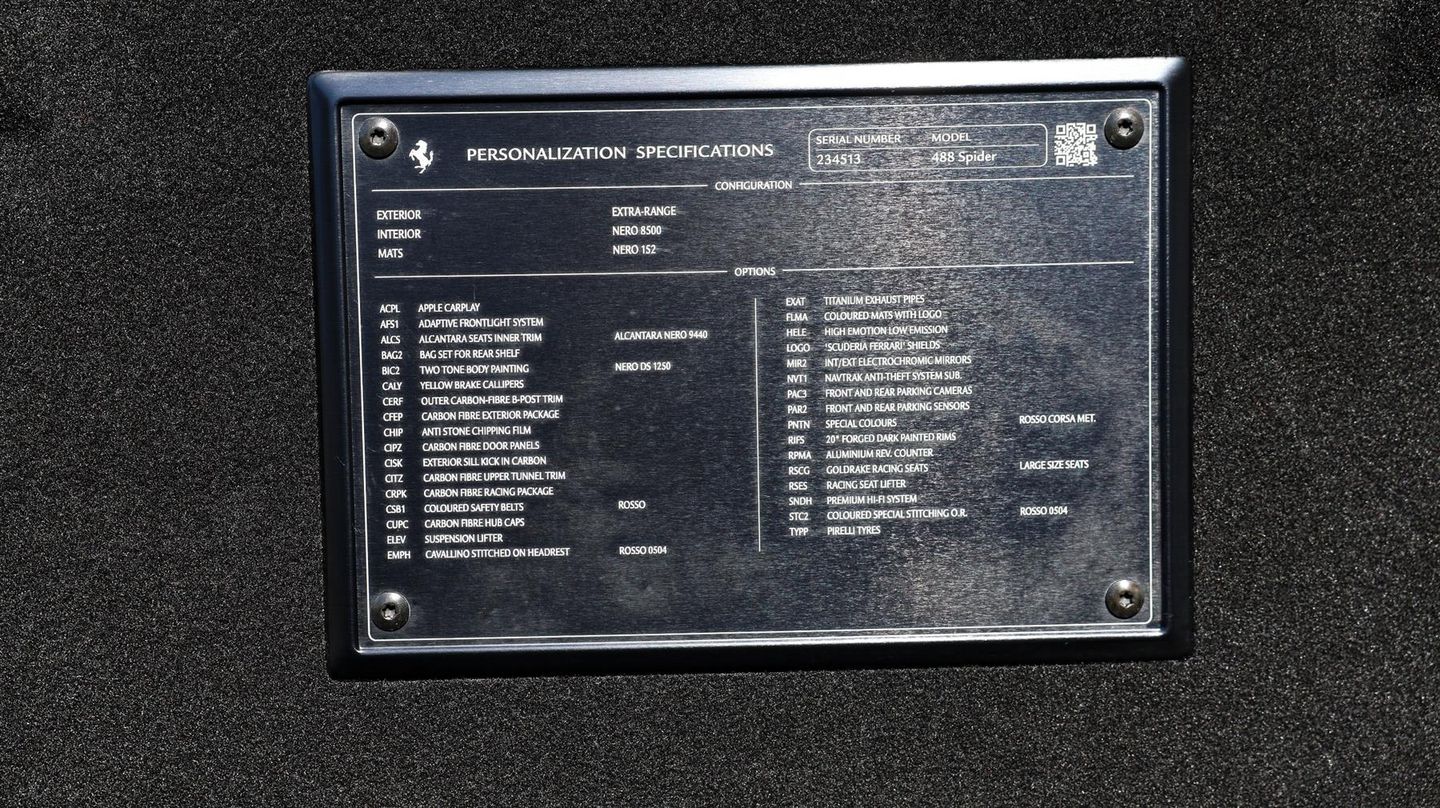 PERSONALIZATION SPECIFICATIONS
SERIAL NUMBER MODEL
234513 488 Spider
CONFIGURATION
EXTERIOR EXTRA-RANGE
INTERIOR NERO 8500
MATS NERO 152
OPTIONS
ACPL APPLE CARPLAY
AFS1 ADAPTIVE FRONTLIGHT SYSTEM
ALCS ALCANTARA SEATS INNER TRIM ALCANTARA NERO 9440
BAG2 BAG SET FOR REAR SHELF
BIC2 TWO TONE BODY PAINTING NERO DS 1250
CALY YELLOW BRAKE CALLIPERS
CERF OUTER CARBON-FIBRE B-POST TRIM
CFEP CARBON FIBRE EXTERIOR PACKAGE
CHIP ANTI STONE CHIPPING FILM
CIPZ CARBON FIBRE DOOR PANELS
CISK EXTERIOR SILL KICK IN CARBON
CITZ CARBON FIBRE UPPER TUNNEL TRIM
CRPK CARBON FIBRE RACING PACKAGE
CSB1 COLOURED SAFETY BELTS ROSSO
CUPC CARBON FIBRE HUB CAPS
ELEV SUSPENSION LIFTER
EMPH CAVALLINO STITCHED ON HEADREST ROSSO 0504
EXAT TITANIUM EXHAUST PIPES
FLMA COLOURED MATS WITH LOGO
HELE HIGH EMOTION LOW EMISSION
LOGO 'SCUDERIA FERRARI' SHIELDS
MIR2 INT/EXT ELECTROCHROMIC MIRRORS
NVT1 NAVTRAK ANTI-THEFT SYSTEM SUB.
PAC3 FRONT AND REAR PARKING CAMERAS
PAR2 FRONT AND REAR PARKING SENSORS
PNTN SPECIAL COLOURS ROSSO CORSA MET.
RIFS 20" FORGED DARK PAINTED RIMS
RPMA ALUMINIUM REV. COUNTER
RSCG GOLDRAKE RACING SEATS LARGE SIZE SEATS
RSES RACING SEAT LIFTER
SNDH PREMIUM HI-FI SYSTEM
STC2 COLOURED SPECIAL STITCHING O.R. ROSSO 0504
TYPP PIRELLI TYRES